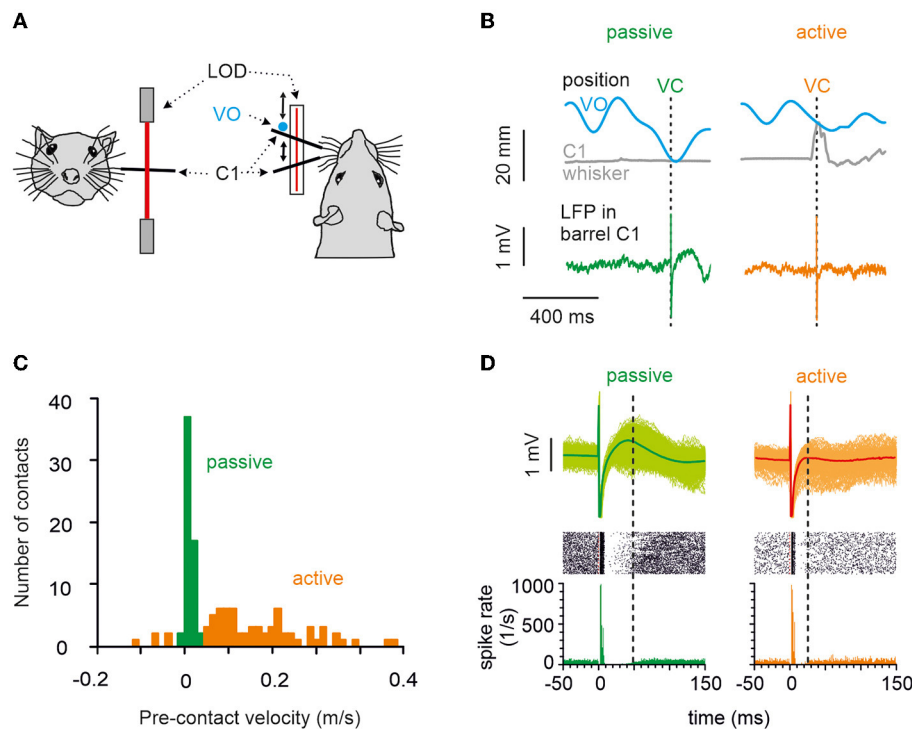 A
LOD
VO
C1
B
passive
active
position
VC
VC
VO
C1
whisker
20 mm
LFP in
barrel C1
1 mV
400 ms
C
Number of contacts
40
30
20
10
0
passive
active
-0.2
0
0.2
0.4
Pre-contact velocity (m/s)
D
passive
active
1 mV
spike rate
(1/s)
1000
500
0
-50
0
150
-50
0
150
time (ms)